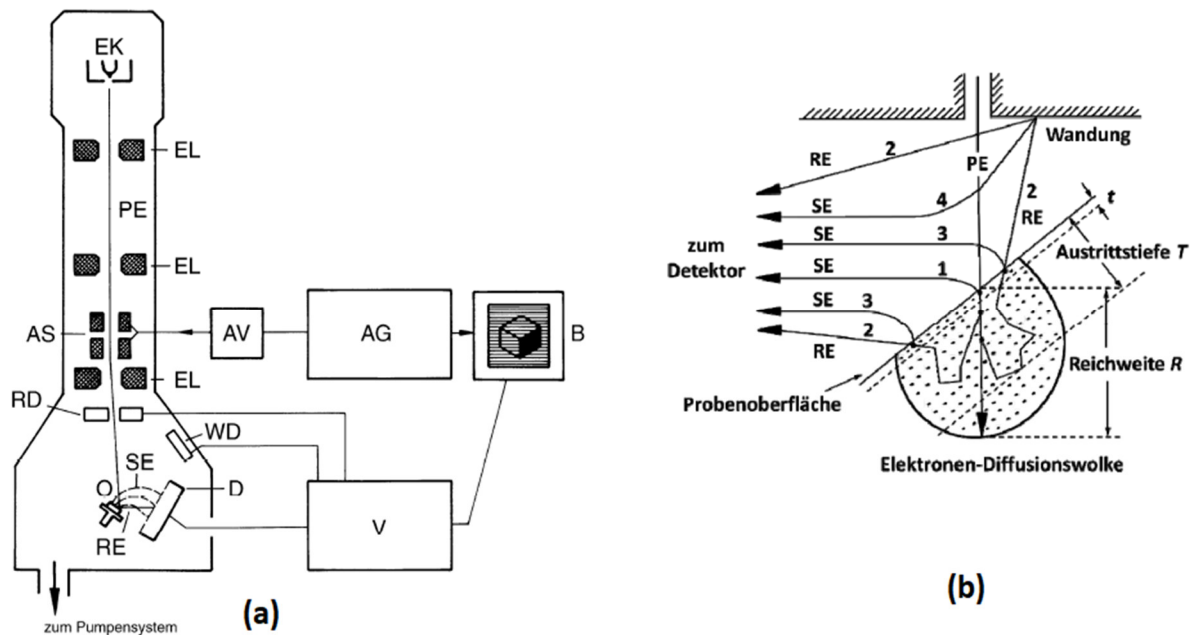 EK
EL
PE
EL
AS
AV
AG
B
EL
RD
WD
SE
O
D
RE
V
zum Pumpensystem
(a)
Wandung
2
RE
PE
4
2
SE
RE
t
SE
3
zum
Detektor
Austrittstiefe T
SE
1
SE
3
2
RE
Reichweite R
Probenoberfläche
Elektronen-Diffusionswolke
(b)